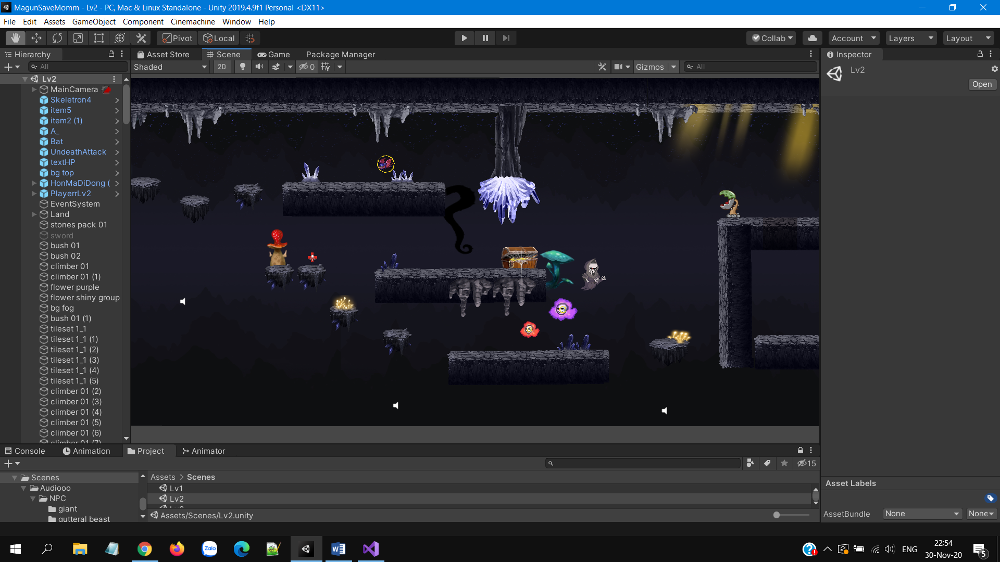 MagunSaveMomm - Lv2 - PC, Mac & Linux Standalone - Unity 2019.4.9f1 Personal <DX11>
File Edit Assets GameObject Component Cinemachine Window Help
Pivot Local Collab Account Layers Layout
Hierarchy Asset Store Scene Game Package Manager Inspector
All Shaded 2D 0 Gizmos All
Lv2
Open
Lv2
MainCamera
Skeletron4
item5
item2 (1)
A_
Bat
UndeathAttack
textHP
bg top
HonMaDiDong (
PlayerrLv2
EventSystem
Land
stones pack 01
sword
bush 01
bush 02
climber 01
climber 01 (1)
flower purple
flower shiny group
bg fog
bush 01 (1)
tileset 1_1
tileset 1_1 (1)
tileset 1_1 (2)
tileset 1_1 (3)
tileset 1_1 (4)
tileset 1_1 (5)
climber 01 (2)
climber 01 (3)
climber 01 (4)
climber 01 (5)
climber 01 (6)
climber 01 (7)
Console Animation Project Animator
15
Scenes
Audiooo
NPC
giant
gutteral beast
Assets > Scenes
Lv1
Lv2
Assets/Scenes/Lv2.unity
Asset Labels
AssetBundle None None
Zalo
ENG
22:54
30-Nov-20
5